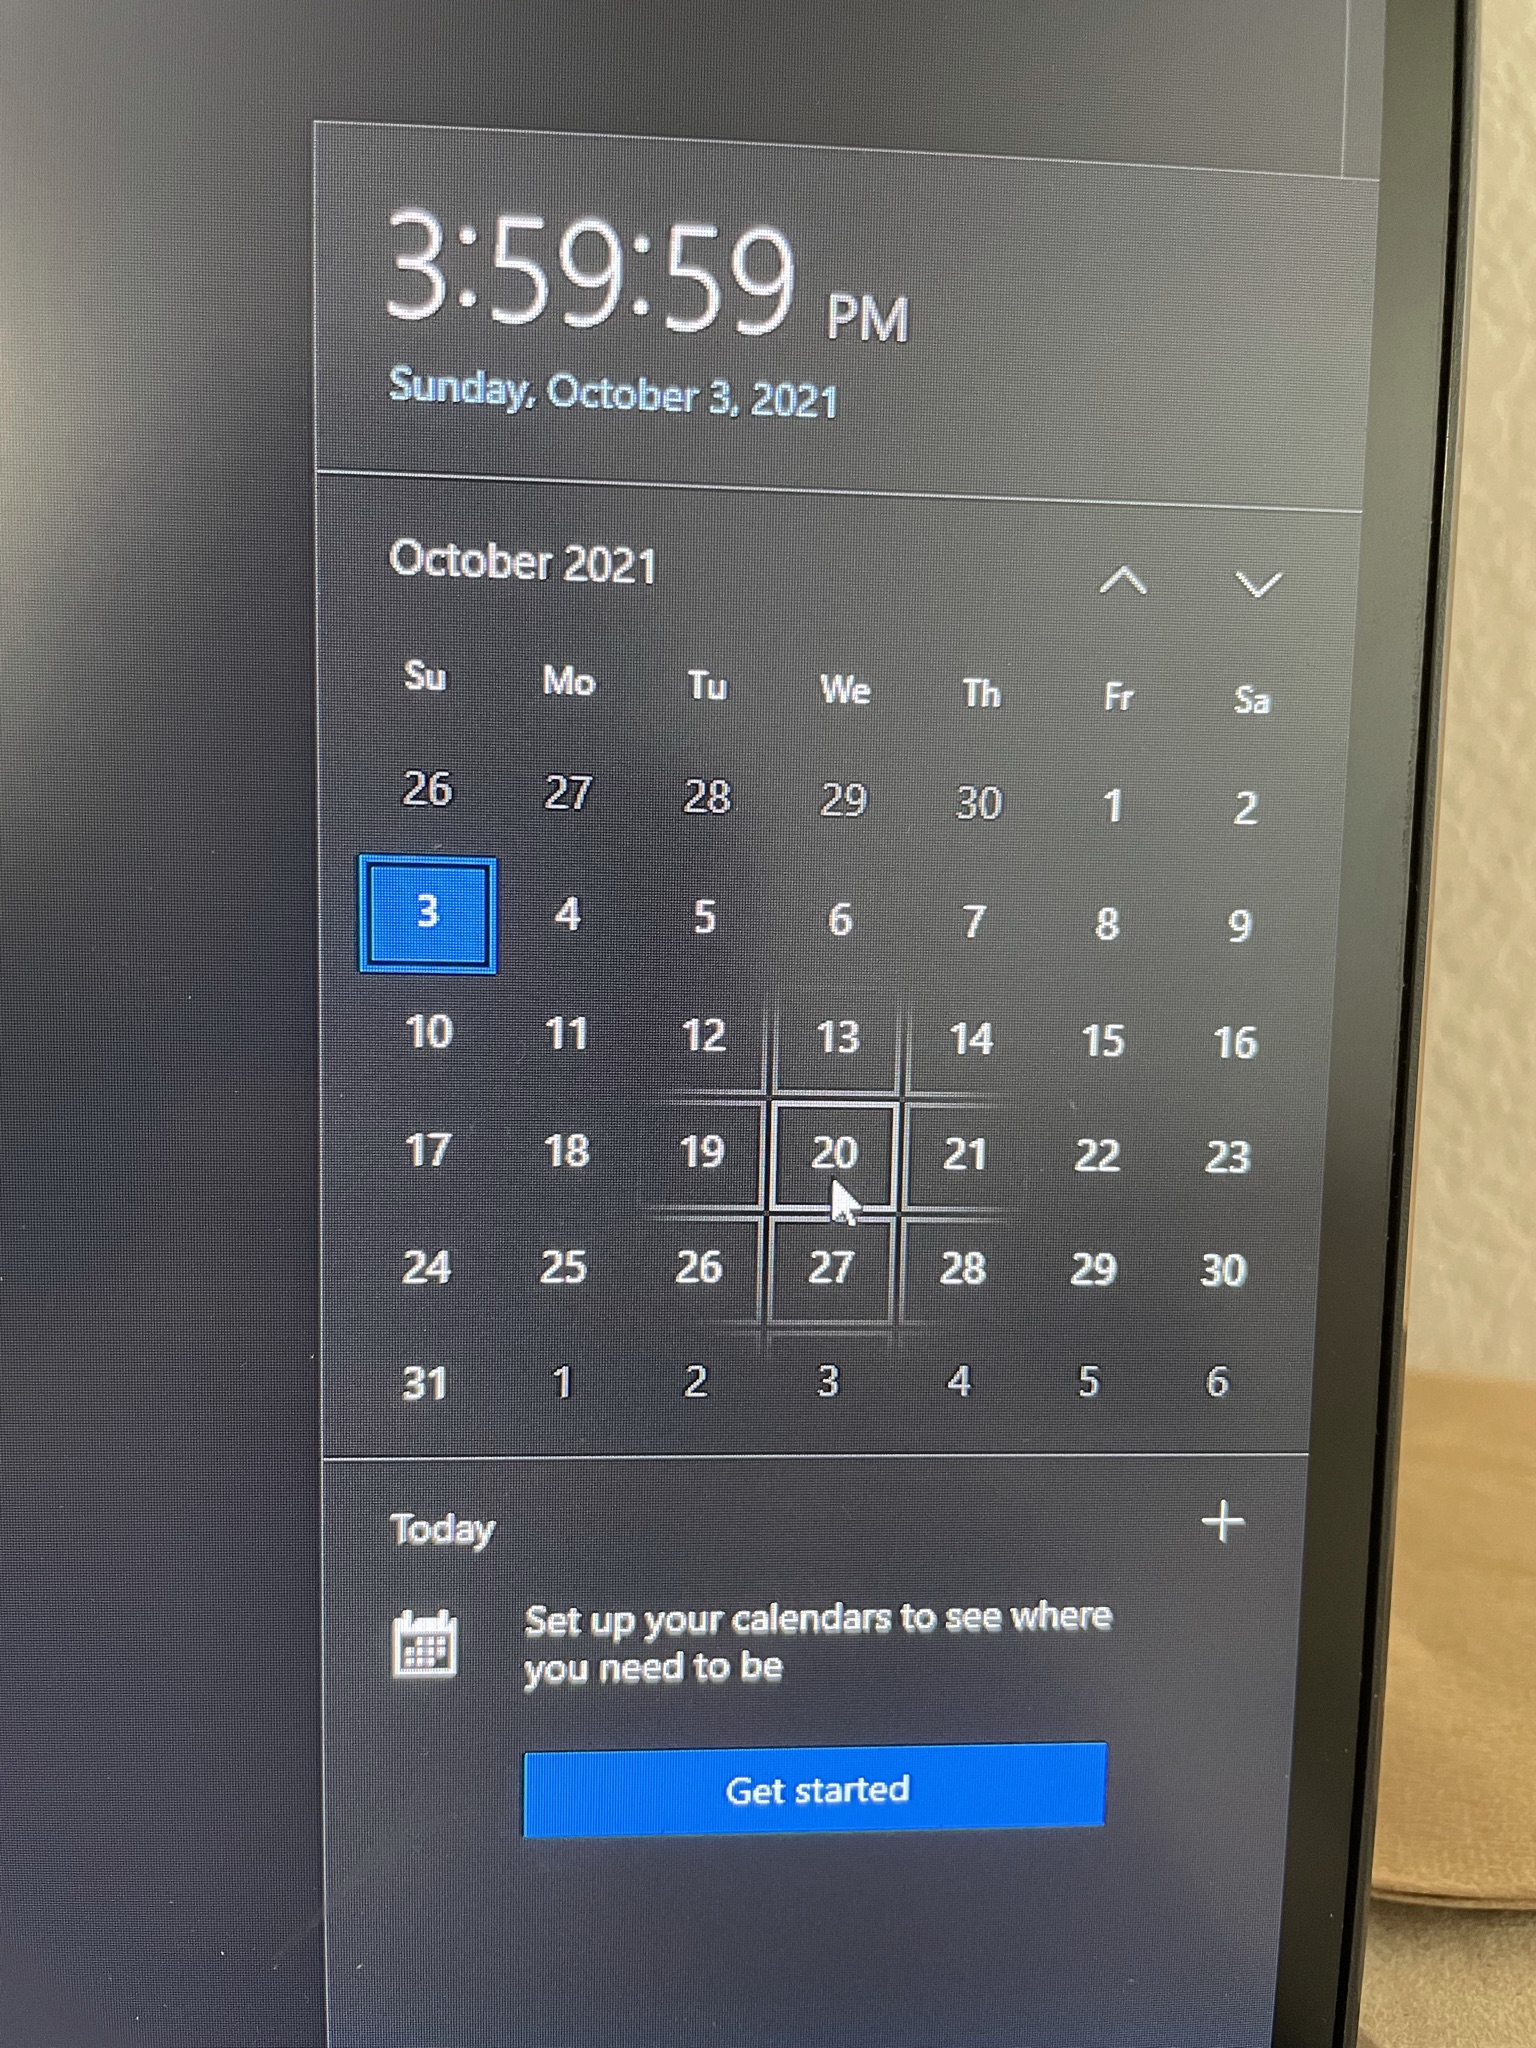 3:59:59 PM
Sunday, October 3, 2021
October 2021
Su Mo Tu We Th Fr Sa
26 27 28 29 30 1 2
3 4 5 6 7 8 9
10 11 12 13 14 15 16
17 18 19 20 21 22 23
24 25 26 27 28 29 30
31 1 2 3 4 5 6
Today
Set up your calendars to see where
you need to be
Get started